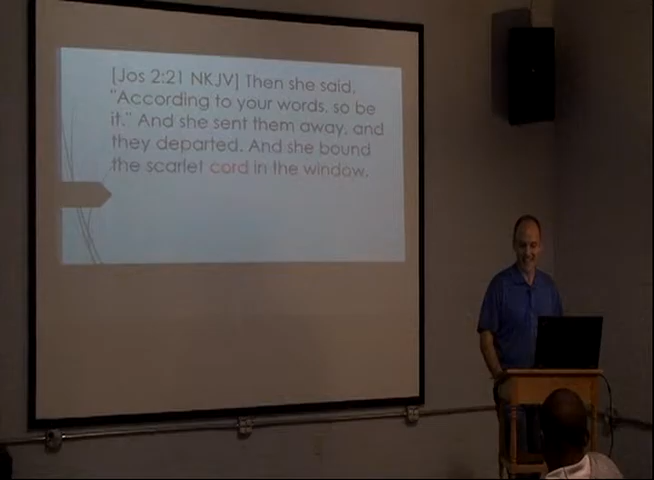 [Jos 2:21 NKJV] Then she said,
"According to your words, so be
it." And she sent them away, and
they departed. And she bound
the scarlet cord in the window.